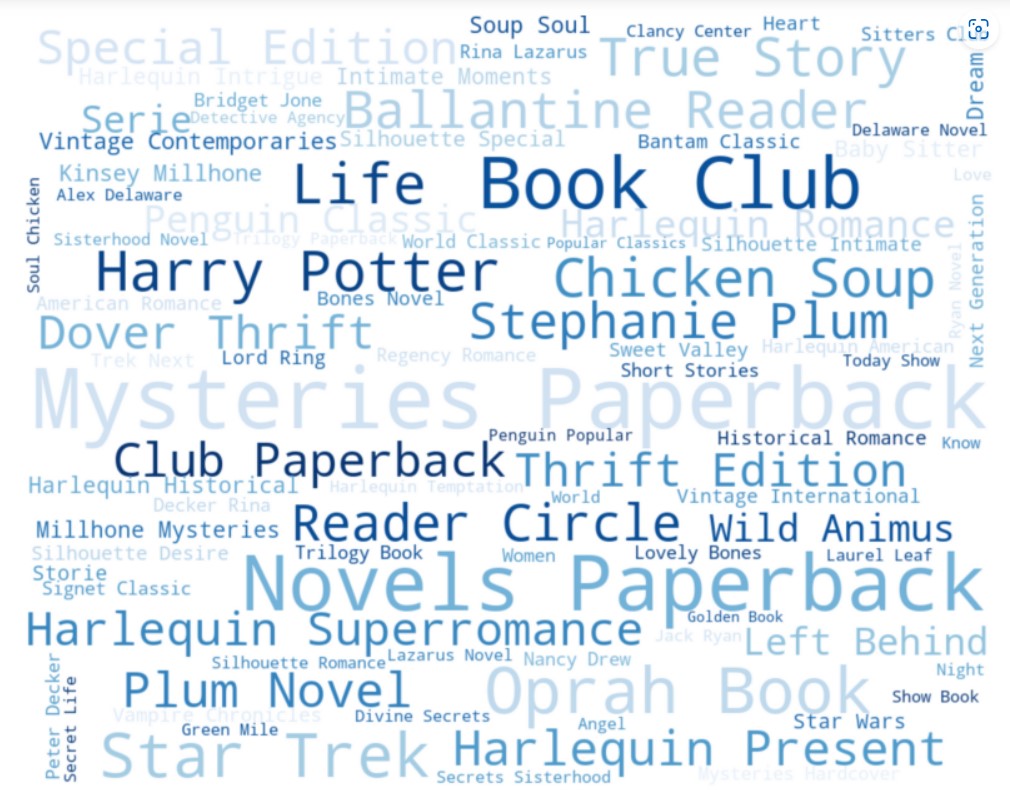 Soup Soul
Clancy Center
Heart
Sitters Cl
Special Edition
Rina Lazarus
True Story
Dream
Harlequin Intrigue
Intimate Moments
Bridget Jone
Ballantine Reader
Serie
Detective Agency
Delaware Novel
Vintage Contemporaries
Silhouette Special
Bantam Classic
Baby Sitter
Kinsey Millhone
Life
Book Club
Love
Alex Delaware
Soul Chicken
Penguin Classic
Harlequin Romance
Next Generation
Sisterhood Novel
Trilogy Paperback
World Classic
Popular Classics
Silhouette Intimate
Harry Potter
Chicken Soup
Ryan Novel
American Romance
Bones Novel
Dover Thrift
Stephanie Plum
Trek Next
Lord Ring
Regency Romance
Sweet Valley
Harlequin American
Short Stories
Today Show
Mysteries Paperback
Penguin Popular
Historical Romance
Know
Club Paperback
Thrift Edition
Harlequin Historical
Harlequin Temptation
World
Vintage International
Decker Rina
Millhone Mysteries
Reader Circle
Wild Animus
Silhouette Desire
Trilogy Book
Women
Lovely Bones
Laurel Leaf
Storie
Signet Classic
Novels Paperback
Golden Book
Harlequin Superromance
Jack Ryan
Left Behind
Silhouette Romance
Lazarus Novel
Nancy Drew
Night
Peter Decker
Secret Life
Plum Novel
Oprah Book
Show Book
Vampire Chronicles
Divine Secrets
Angel
Star Wars
Green Mile
Star Trek
Harlequin Present
Secrets Sisterhood
Mysteries Hardcover